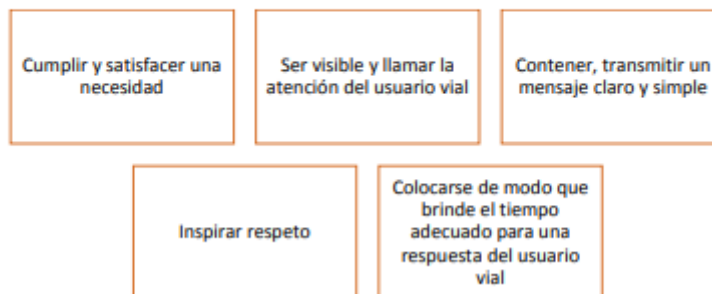 Cumplir y satisfacer una
necesidad
Ser visible y llamar la
atención del usuario vial
Contener, transmitir un
mensaje claro y simple
Inspirar respeto
Colocarse de modo que
brinde el tiempo
adecuado para una
respuesta del usuario
vial